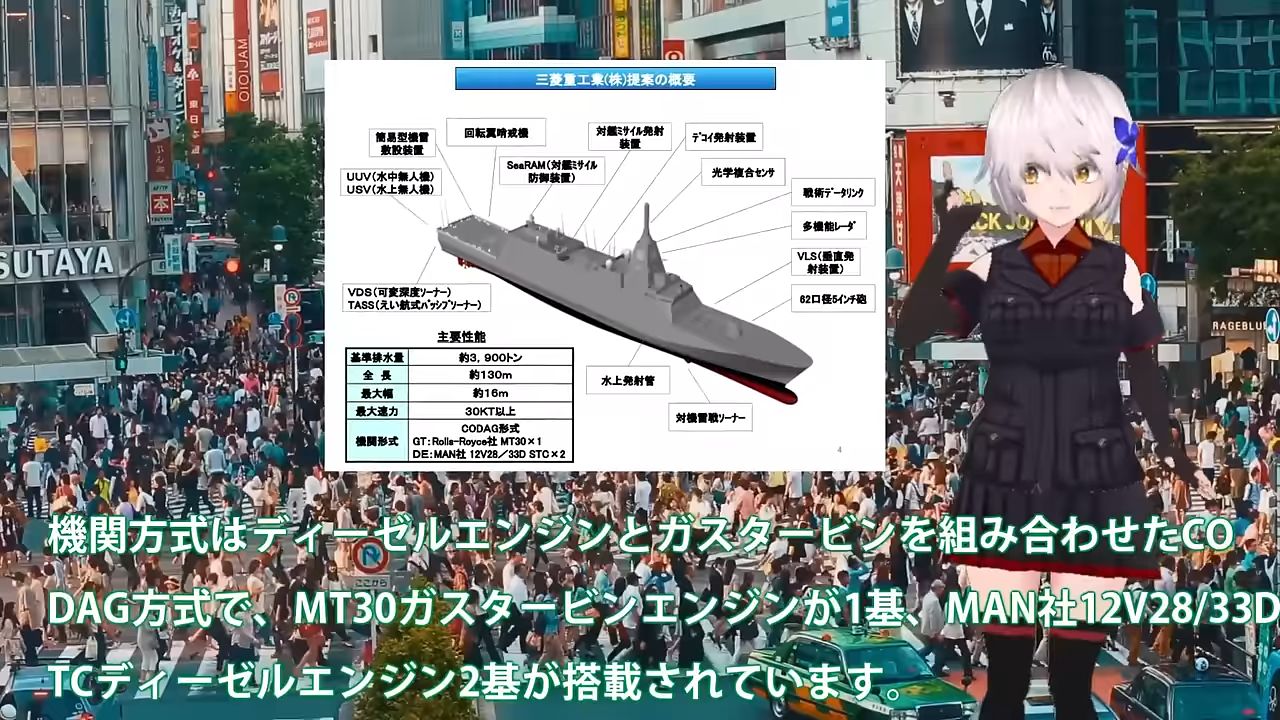 三菱重工業(株)提案の概要
簡易型機雷
敷設装置
回転翼哨戒機
対艦ミサイル発射
装置
デコイ発射装置
UUV(水中無人機)
USV(水上無人機)
SeaRAM(対艦ミサイル
防御装置)
光学複合センサ
戦術データリンク
多機能レーダ
VLS(垂直発
射装置)
62口径5インチ砲
VDS(可変深度ソーナー)
TASS(えい航式パッシブソーナー)
水上発射管
対機雷戦ソーナー
主要性能
基準排水量 約3，900トン
全 長 約130m
最大幅 約16m
最大速力 30KT以上
機関形式 CODAG形式
GT：Rolls-Royce社 MT30×1
DE：MAN社 12V28／33D STC×2
4
SUTAYA
OIOIJAM
本
TSUTAYA
RAGEBLU
ここから
機関方式はディーゼルエンジンとガスタービンを組み合わせたCO
DAG方式で、MT30ガスタービンエンジンが1基、MAN社12V28/33D
TCディーゼルエンジン2基が搭載されています。